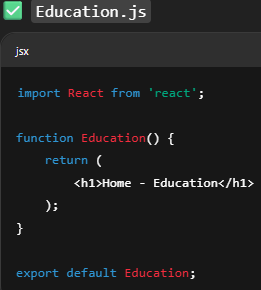 Education.js
jsx
import React from 'react';
function Education() {
    return (
        <h1>Home - Education</h1>
    );
}
export default Education;